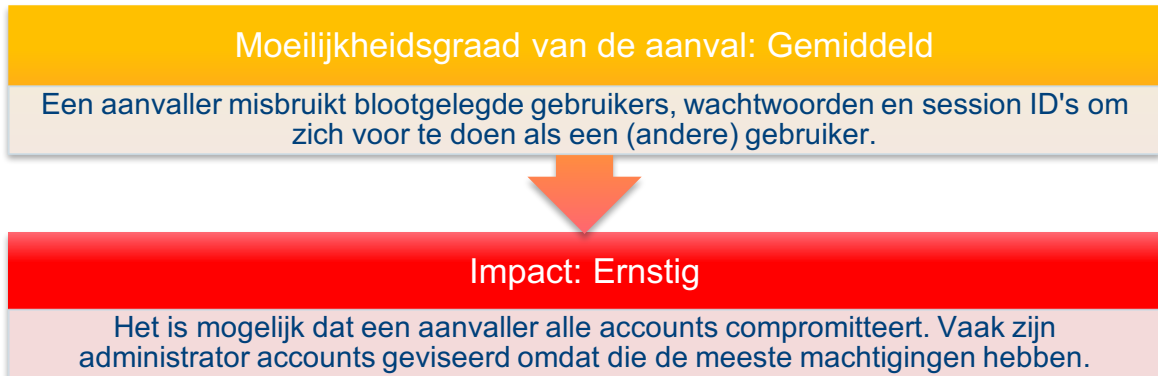 Moeilijkheidsgraad van de aanval: Gemiddeld
Een aanvaller misbruikt blootgelegde gebruikers, wachtwoorden en session ID's om
zich voor te doen als een (andere) gebruiker.
Impact: Ernstig
Het is mogelijk dat een aanvaller alle accounts compromitteert. Vaak zijn
administrator accounts geviseerd omdat die de meeste machtigingen hebben.